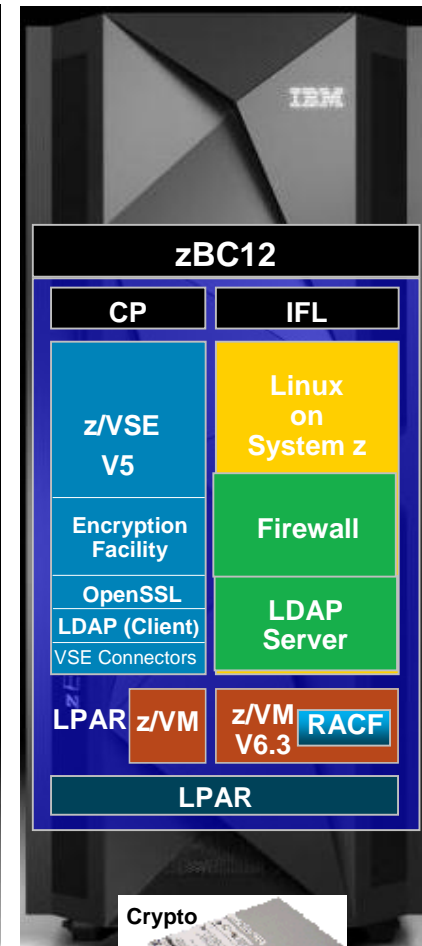 IBM
zBC12
CP
IFL
z/VSE
V5
Encryption
Facility
OpenSSL
LDAP (Client)
VSE Connectors
Linux
on
System z
Firewall
LDAP
Server
LPAR
z/VM
z/VM
V6.3
RACF
LPAR
Crypto